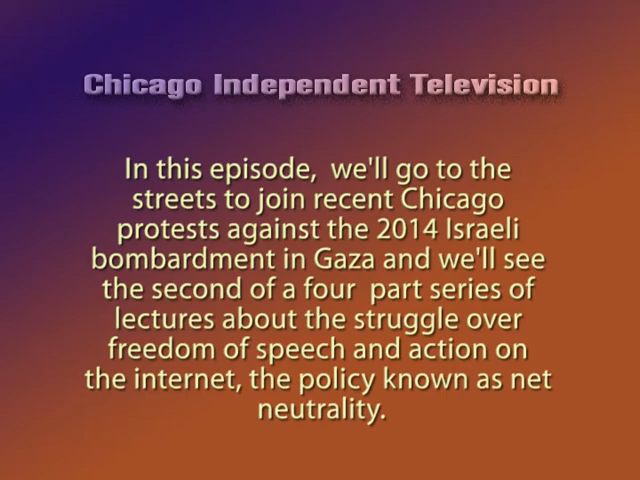 Chicago Independent Television
In this episode,  we'll go to the
streets to join recent Chicago
protests against the 2014 Israeli
bombardment in Gaza and we'll see
the second of a four  part series of
lectures about the struggle over
freedom of speech and action on
the internet, the policy known as net
neutrality.